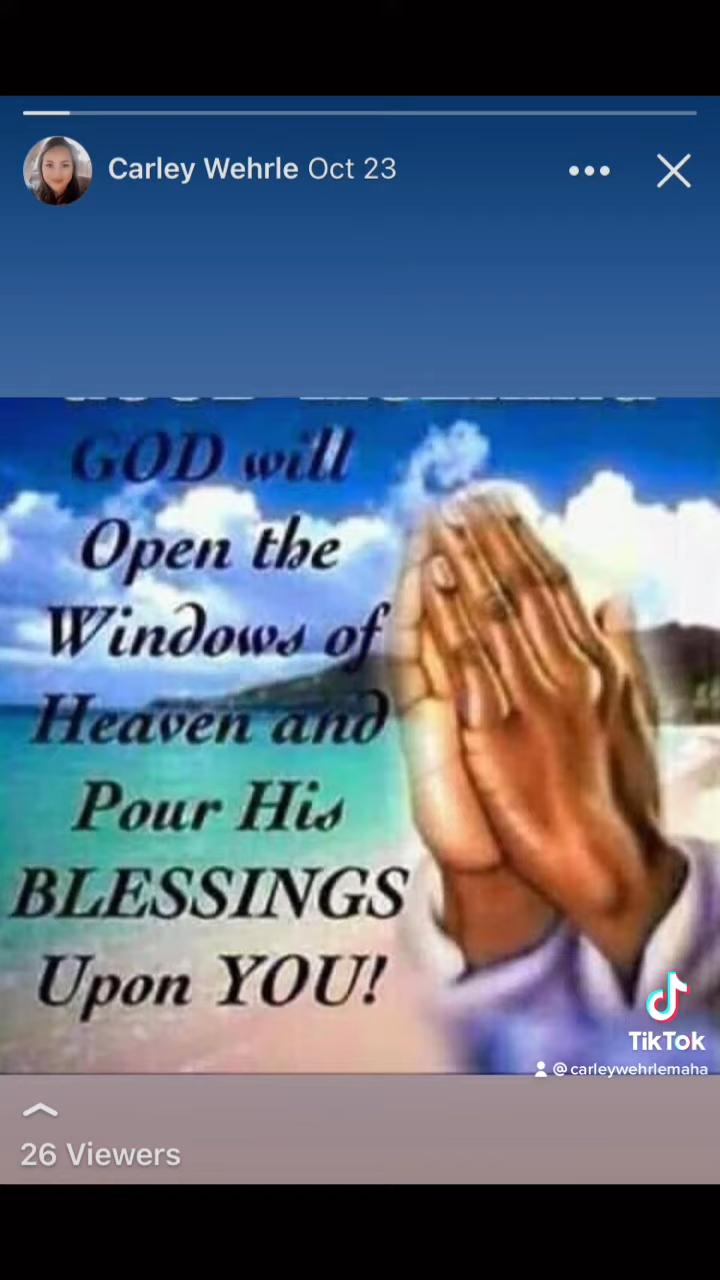 Carley Wehrle Oct 23
GOD will
Open the
Windows of
Heaven and
Pour His
BLESSINGS
Upon YOU!
TikTok
@carleywehrlemaha
26 Viewers